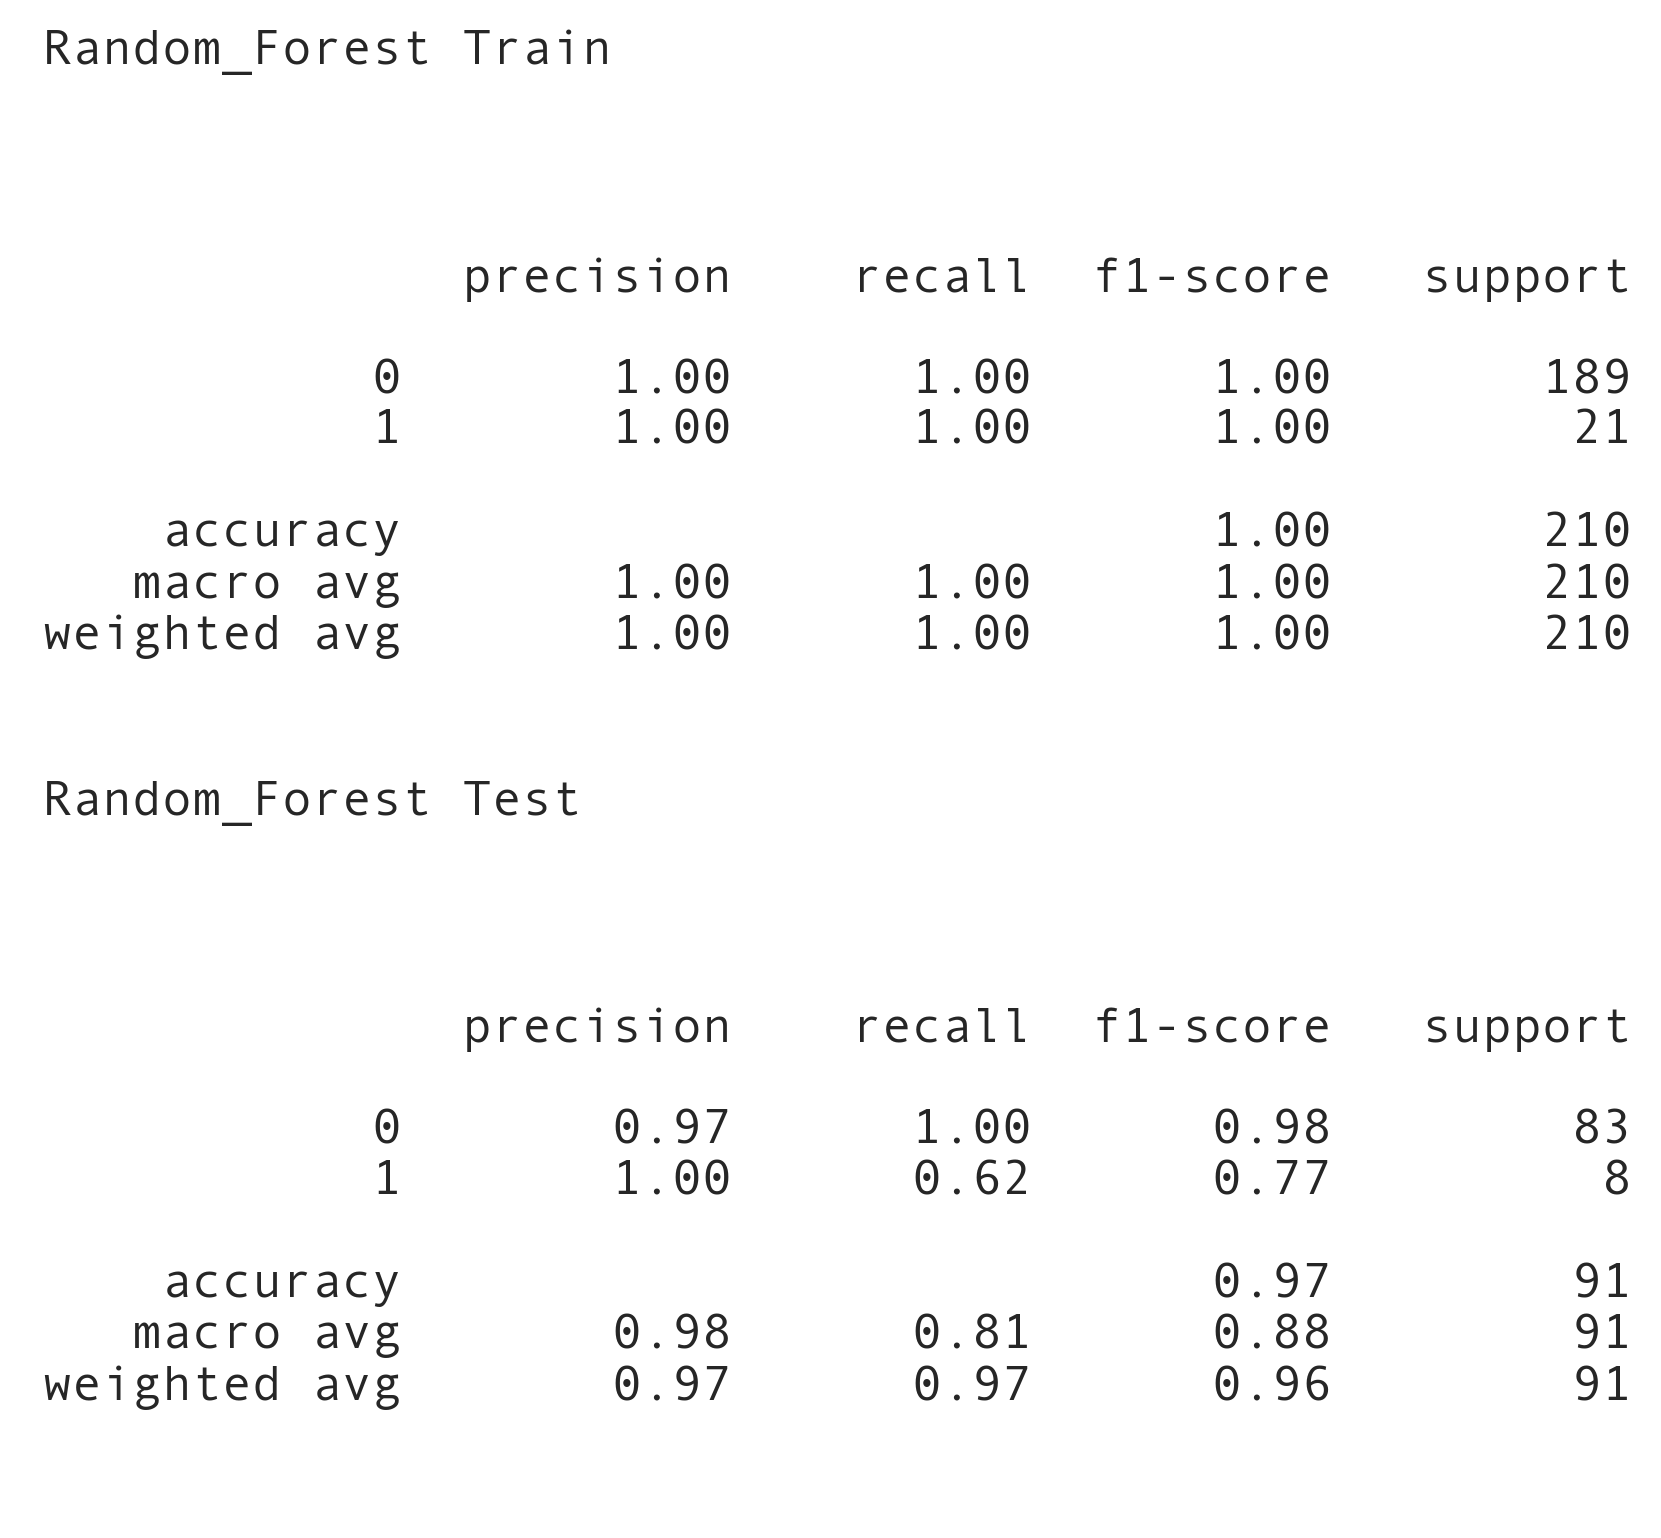 Random_Forest Train
precision recall f1-score support
0 1.00 1.00 1.00 189
1 1.00 1.00 1.00 21
accuracy 1.00 210
macro avg 1.00 1.00 1.00 210
weighted avg 1.00 1.00 1.00 210
Random_Forest Test
precision recall f1-score support
0 0.97 1.00 0.98 83
1 1.00 0.62 0.77 8
accuracy 0.97 91
macro avg 0.98 0.81 0.88 91
weighted avg 0.97 0.97 0.96 91